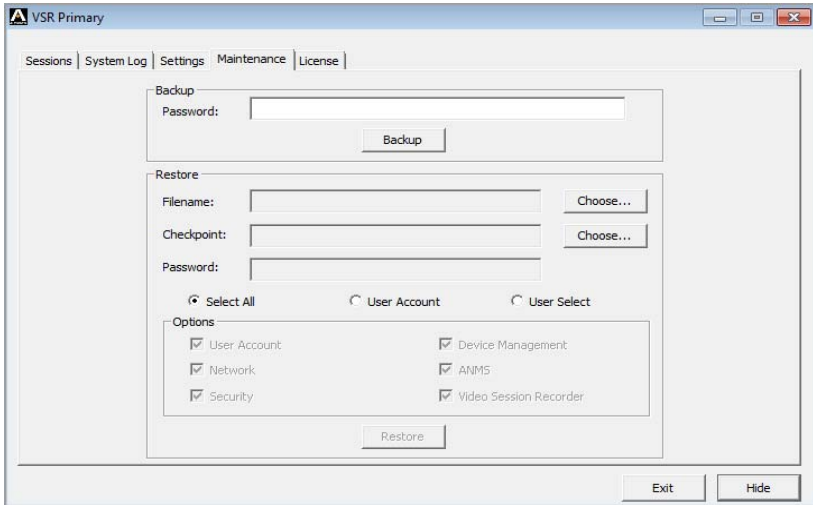 VSR Primary
Sessions System Log Settings Maintenance License
Backup
Password:
Backup
Restore
Filename: Choose...
Checkpoint: Choose...
Password:
Select All User Account User Select
Options
User Account Device Management
Network ANMS
Security Video Session Recorder
Restore
Exit Hide